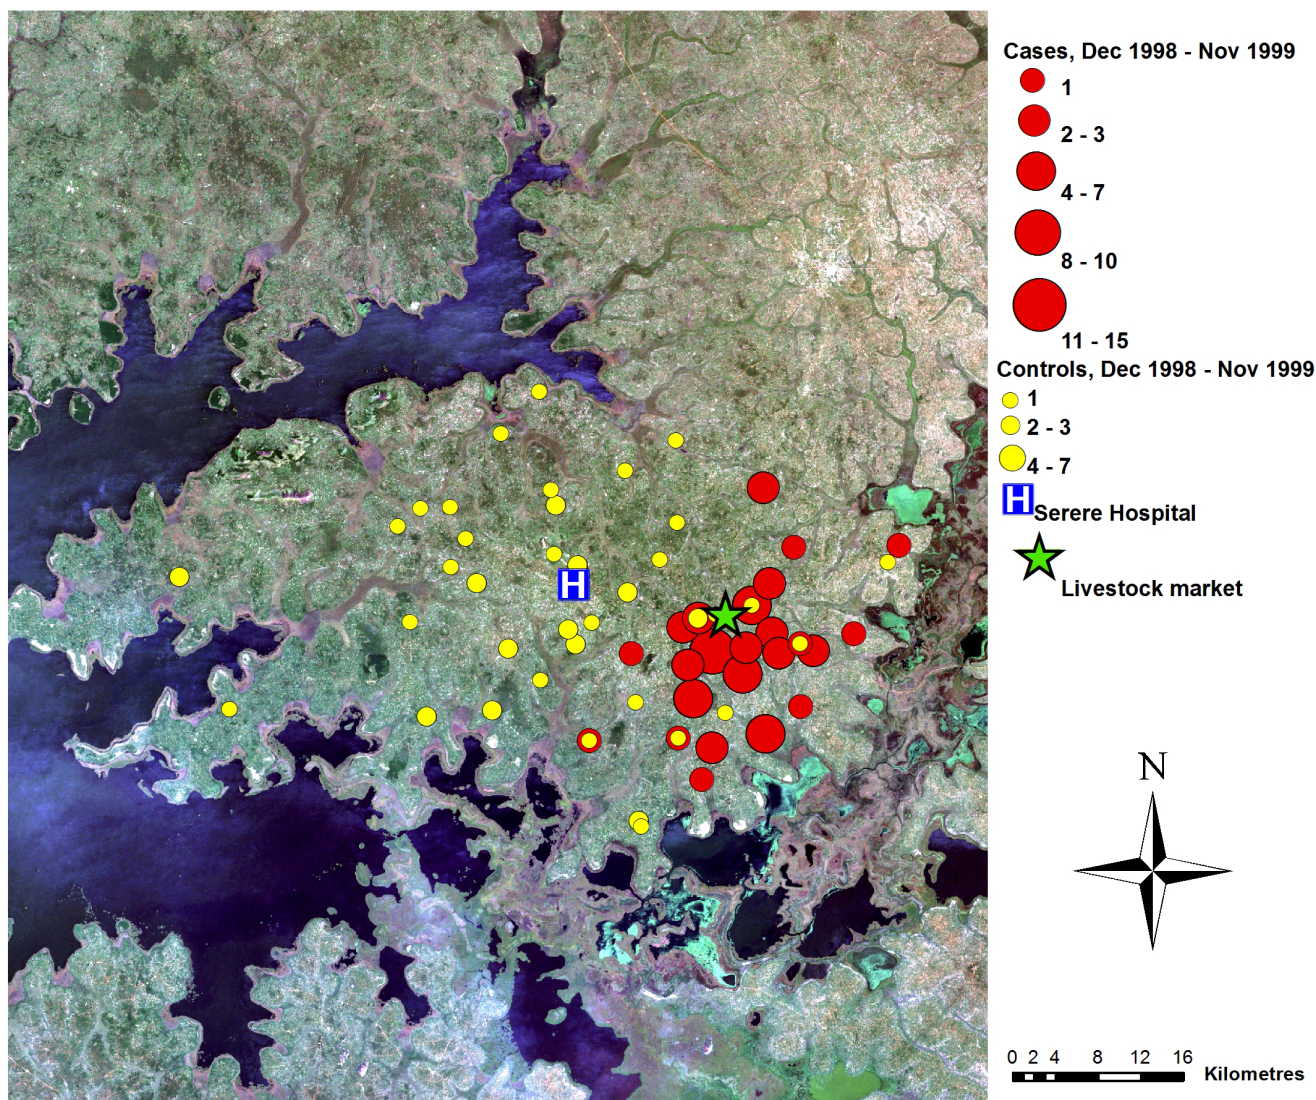 Cases, Dec 1998 - Nov 1999
1
2 - 3
4 - 7
8 - 10
11 - 15
Controls, Dec 1998 - Nov 1999
1
2 - 3
4 - 7
H Serere Hospital
Livestock market
H
N
0 2 4 8 12 16
Kilometres